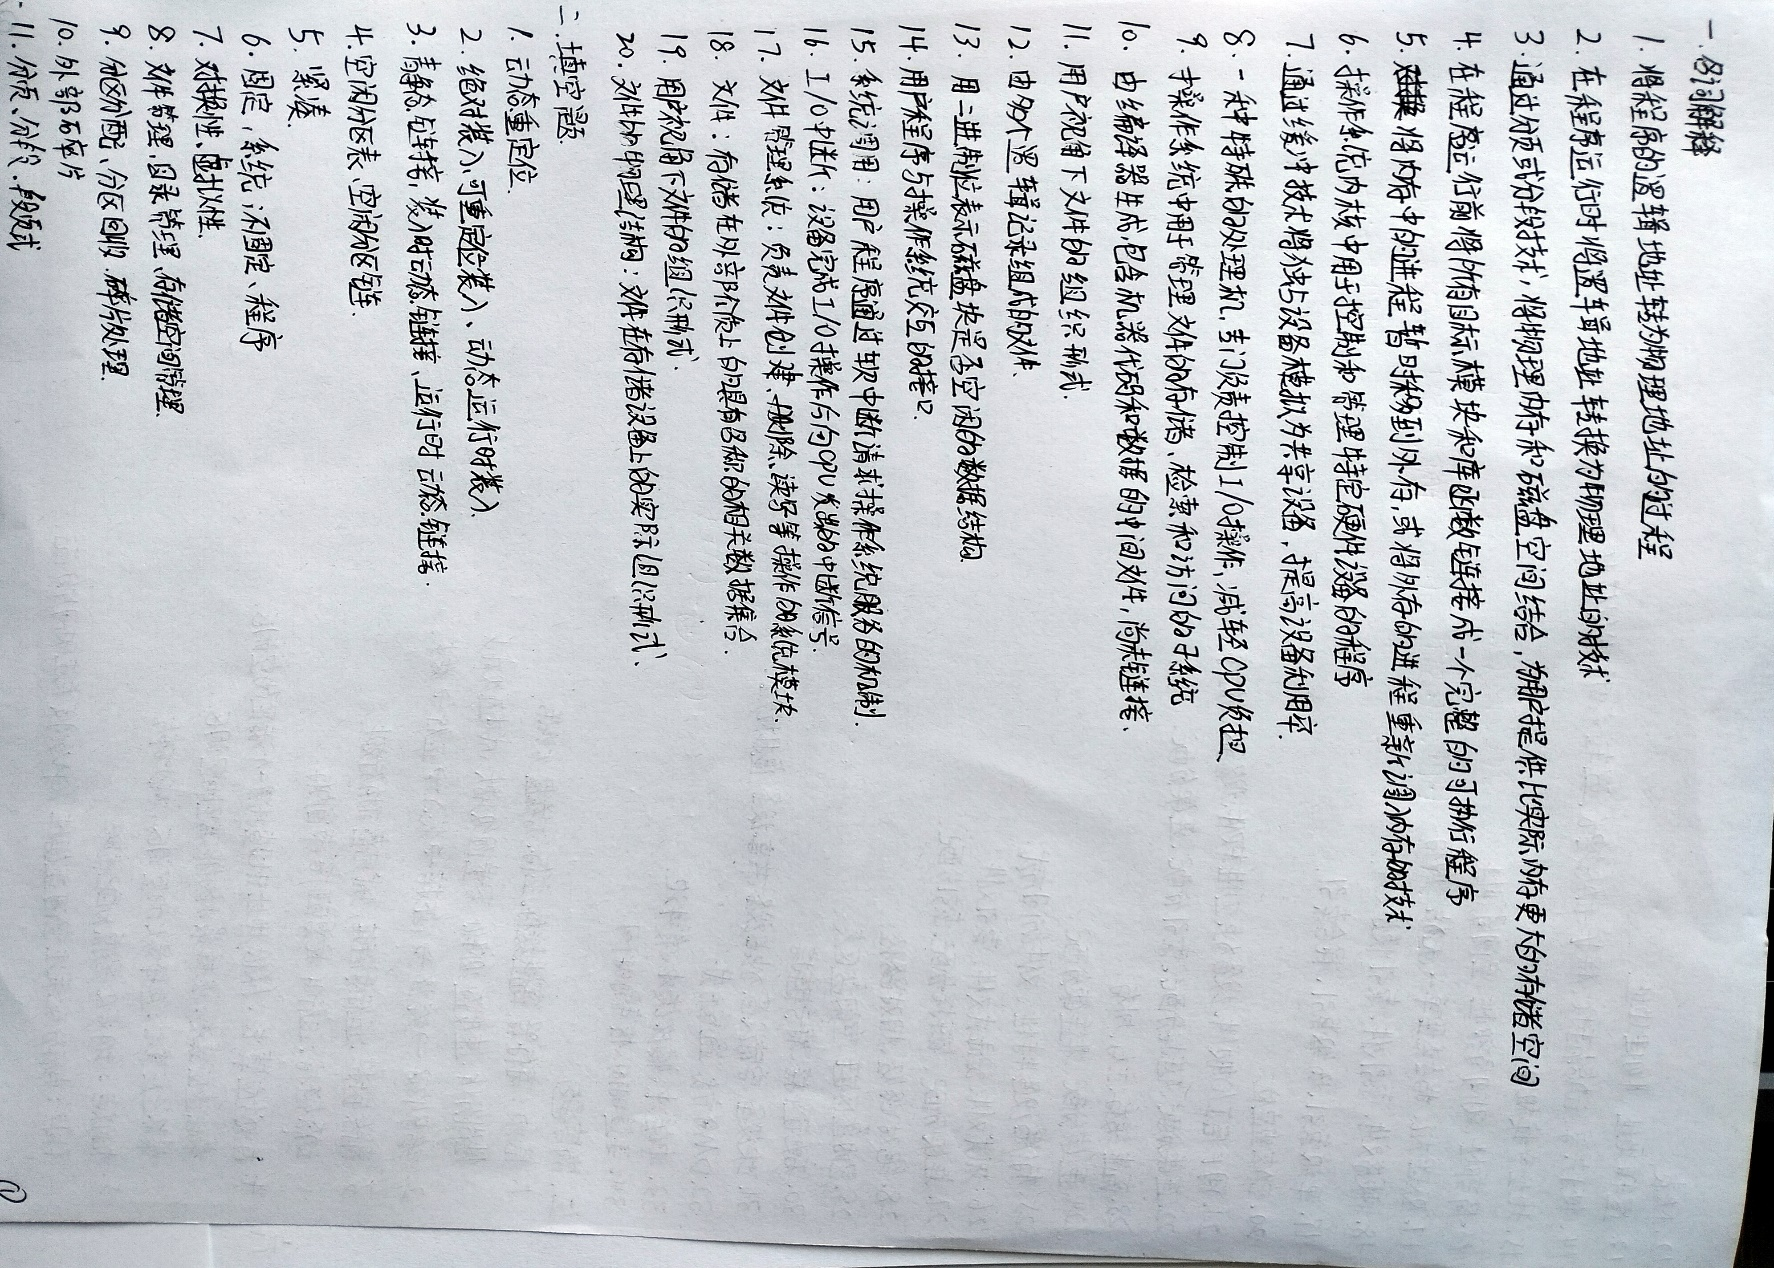 一.名词解释
1. 将程序的逻辑地址转为物理地址的过程
2. 在程序运行时将逻辑地址转换为物理地址的技术
3. 通过分页或分段技术,将物理内存和磁盘空间结合,为用户提供比实际内存更大的存储空间
4. 在程序运行前将所有目标模块和库函数链接成一个完整的可执行程序
5. 将内存中的进程暂时移到外存,或将外存的进程重新调入内存的技术
6. 操作系统内核中用于控制和管理特定硬件设备的程序
7. 通过缓冲技术将独占设备模拟为共享设备,提高设备利用率.
8. 一种特殊的处理机、专门负责控制I/O操作,减轻CPU负担
9. 操作系统中用于管理文件的存储、检索和访问的子系统
10. 由编译器生成,包含机器代码和数据的中间文件,尚未链接、
11. 用户视角下文件的组织形式.
12. 由多个逻辑记录组成的文件.
13. 用二进制位表示磁盘块是否空闲的数据结构
14. 用户程序与操作系统交互的接口.
15. 系统调用:用户程序通过软中断请求操作系统服务的机制.
16. I/O中断:设备完成I/O操作后向CPU发出的中断信号.
17. 文件管理系统:负责文件创建、删除、读写等操作的系统模块.
18. 文件:存储在外部介质上的具有名称的相关数据集合.
19. 用户视角下文件的组织形式.
20. 文件的物理结构:文件在存储设备上的实际组织形式、
二.填空题.
1. 动态重定位.
2. 绝对装入、可重定位装入、动态运行时装入.
3. 静态链接,装入时动态链接、运行时动态链接.
4. 空闲分区表、空闲分区链.
5. 紧凑.
6. 固定,系统;不固定、程序
7. 对换性、虚拟性.
8. 文件管理、目录管理、存储空间管理.
9. 分区分配、分区回收、碎片处理.
10. 外部碎片
11. 分页、分段、段页式
①